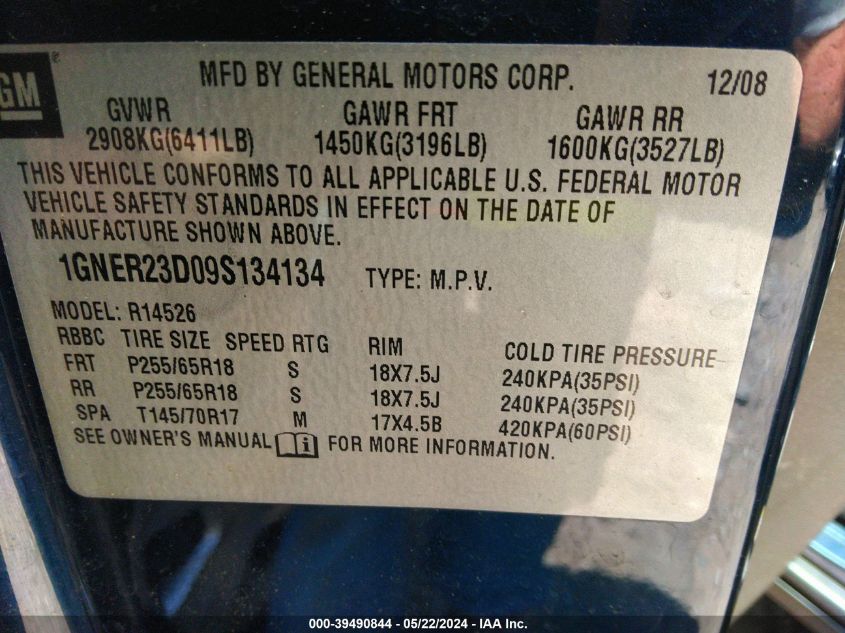 GM ®
MFD BY GENERAL MOTORS CORP. 12/08
GVWR GAWR FRT GAWR RR
2908KG(6411LB) 1450KG(3196LB) 1600KG(3527LB)
THIS VEHICLE CONFORMS TO ALL APPLICABLE U.S. FEDERAL MOTOR
VEHICLE SAFETY STANDARDS IN EFFECT ON THE DATE OF
MANUFACTURE SHOWN ABOVE.
1GNER23D09S134134 TYPE: M.P.V.
MODEL: R14526
RBBC TIRE SIZE SPEED RTG RIM COLD TIRE PRESSURE
FRT P255/65R18 S 18X7.5J 240KPA(35PSI)
RR P255/65R18 S 18X7.5J 240KPA(35PSI)
SPA T145/70R17 M 17X4.5B 420KPA(60PSI)
SEE OWNER'S MANUAL i FOR MORE INFORMATION.
000-39490844 - 05/22/2024 - IAA Inc.